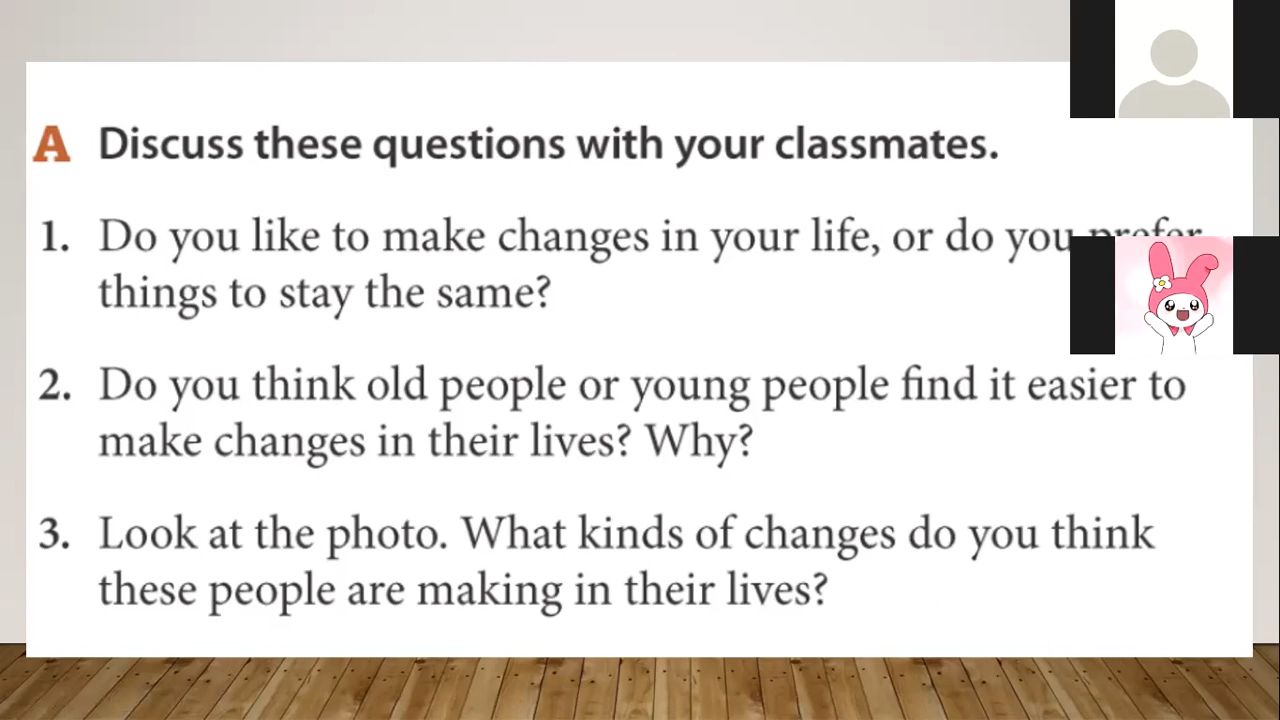 A Discuss these questions with your classmates.
1. Do you like to make changes in your life, or do you prefer
things to stay the same?
2. Do you think old people or young people find it easier to
make changes in their lives? Why?
3. Look at the photo. What kinds of changes do you think
these people are making in their lives?